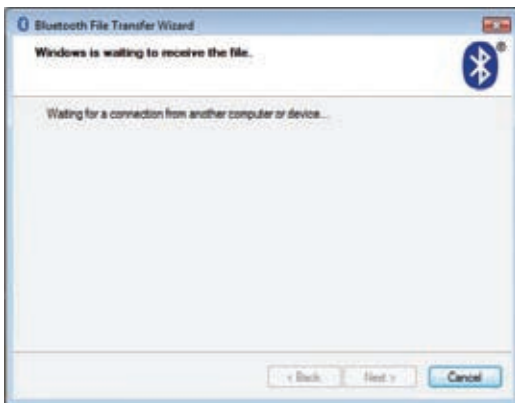 Bluetooth File Transfer Wizard
Windows is waiting to receive the file.
®
Waiting for a connection from another computer or device...
< Back Next > Cancel